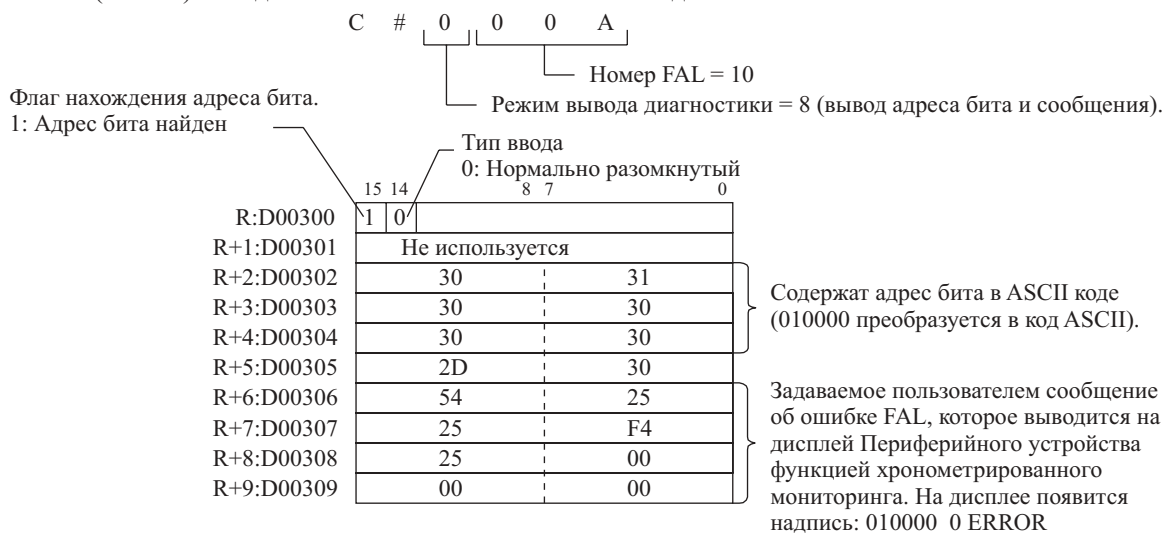 C # 0 0 0 A
Номер FAL = 10
Режим вывода диагностики = 8 (вывод адреса бита и сообщения).
Флаг нахождения адреса бита.
1: Адрес бита найден
Тип ввода
0: Нормально разомкнутый
15 14 8 7 0
R:D00300 1 0
R+1:D00301 Не используется
R+2:D00302 30 31
R+3:D00303 30 30
R+4:D00304 30 30
R+5:D00305 2D 30
R+6:D00306 54 25
R+7:D00307 25 F4
R+8:D00308 25 00
R+9:D00309 00 00
Содержат адрес бита в ASCII коде
(010000 преобразуется в код ASCII).
Задаваемое пользователем сообщение
об ошибке FAL, которое выводится на
дисплей Периферийного устройства
функцией хронометрированного
мониторинга. На дисплее появится
надпись: 010000 0 ERROR